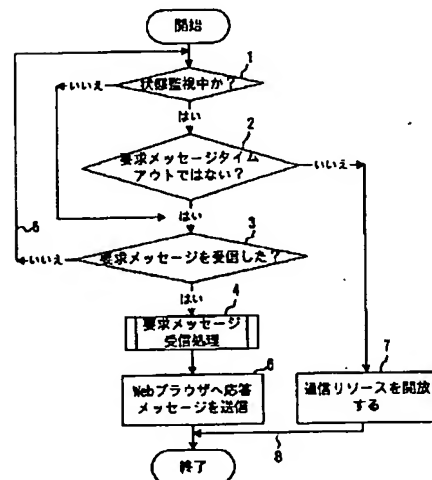 開始
1
状態監視中か?
いいえ
はい
2
要求メッセージタイム
アウトではない?
いいえ
はい
3
要求メッセージを受信した?
いいえ
6
はい
4
要求メッセージ
受信処理
6
Webブラウザへ応答
メッセージを送信
7
通信リソースを開放
する
8
終了